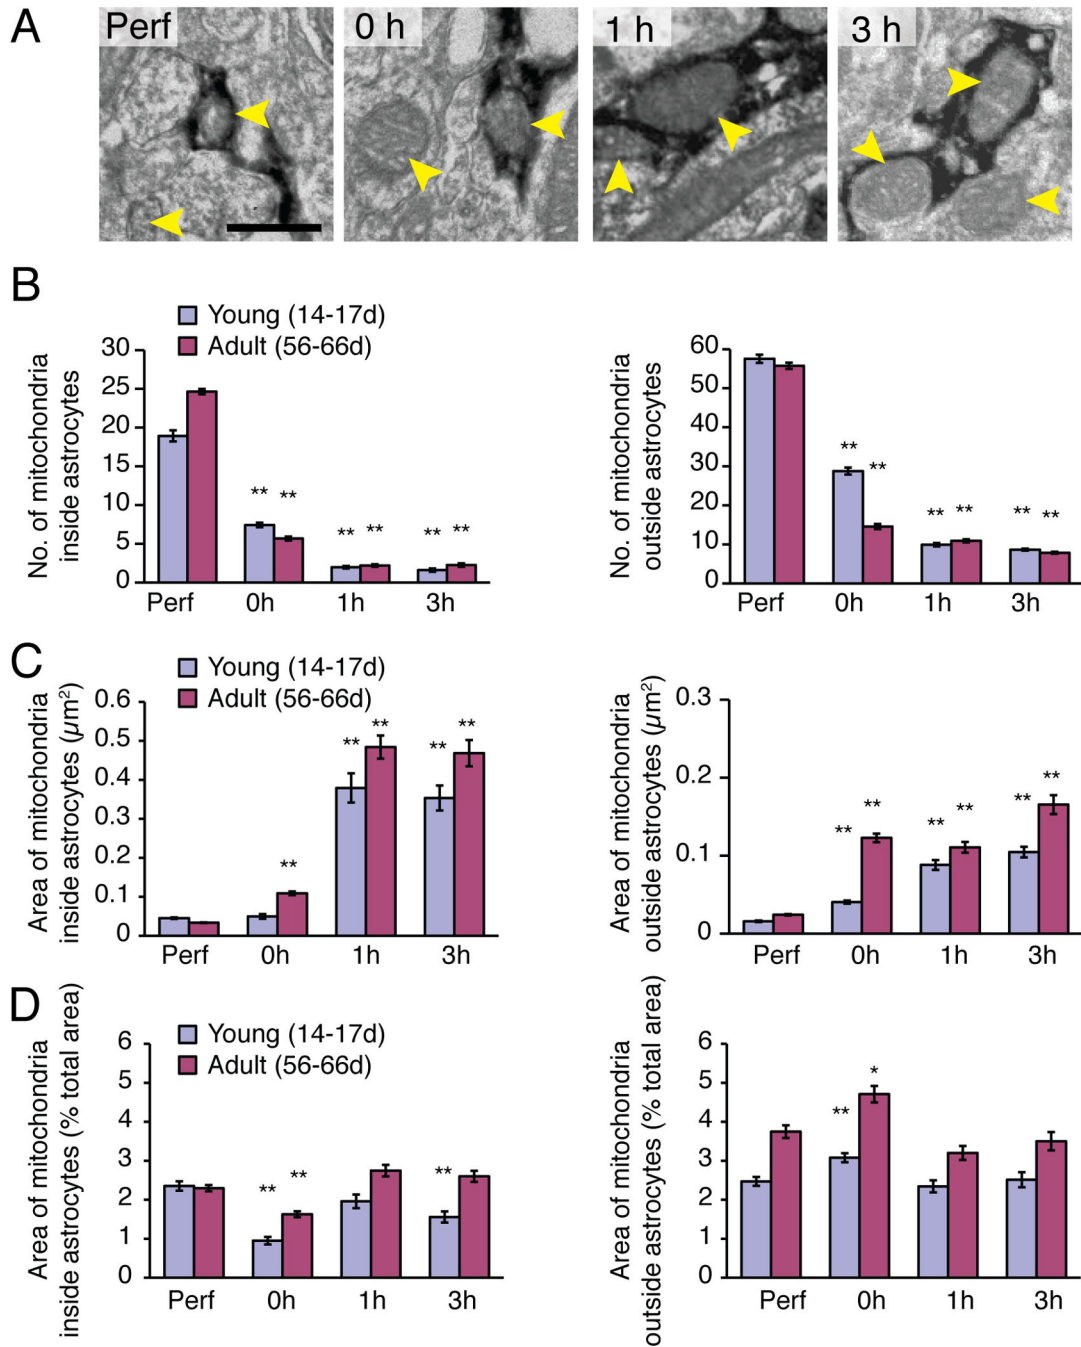 A
Perf
0 h
1 h
3 h
B
Young (14-17d)
Adult (56-66d)
No. of mitochondria
inside astrocytes
30
25
20
15
10
5
0
Perf
0h
1h
3h
** ** ** ** ** **
No. of mitochondria
outside astrocytes
60
50
40
30
20
10
0
Perf
0h
1h
3h
** ** ** ** ** **
C
Young (14-17d)
Adult (56-66d)
Area of mitochondria
inside astrocytes (µm²)
0.6
0.5
0.4
0.3
0.2
0.1
0
Perf
0h
1h
3h
** ** ** ** **
Area of mitochondria
outside astrocytes (µm²)
0.3
0.2
0.1
0
Perf
0h
1h
3h
** ** ** ** ** **
D
Young (14-17d)
Adult (56-66d)
Area of mitochondria
inside astrocytes (% total area)
6
5
4
3
2
1
0
Perf
0h
1h
3h
** ** **
Area of mitochondria
outside astrocytes (% total area)
6
5
4
3
2
1
0
Perf
0h
1h
3h
** *